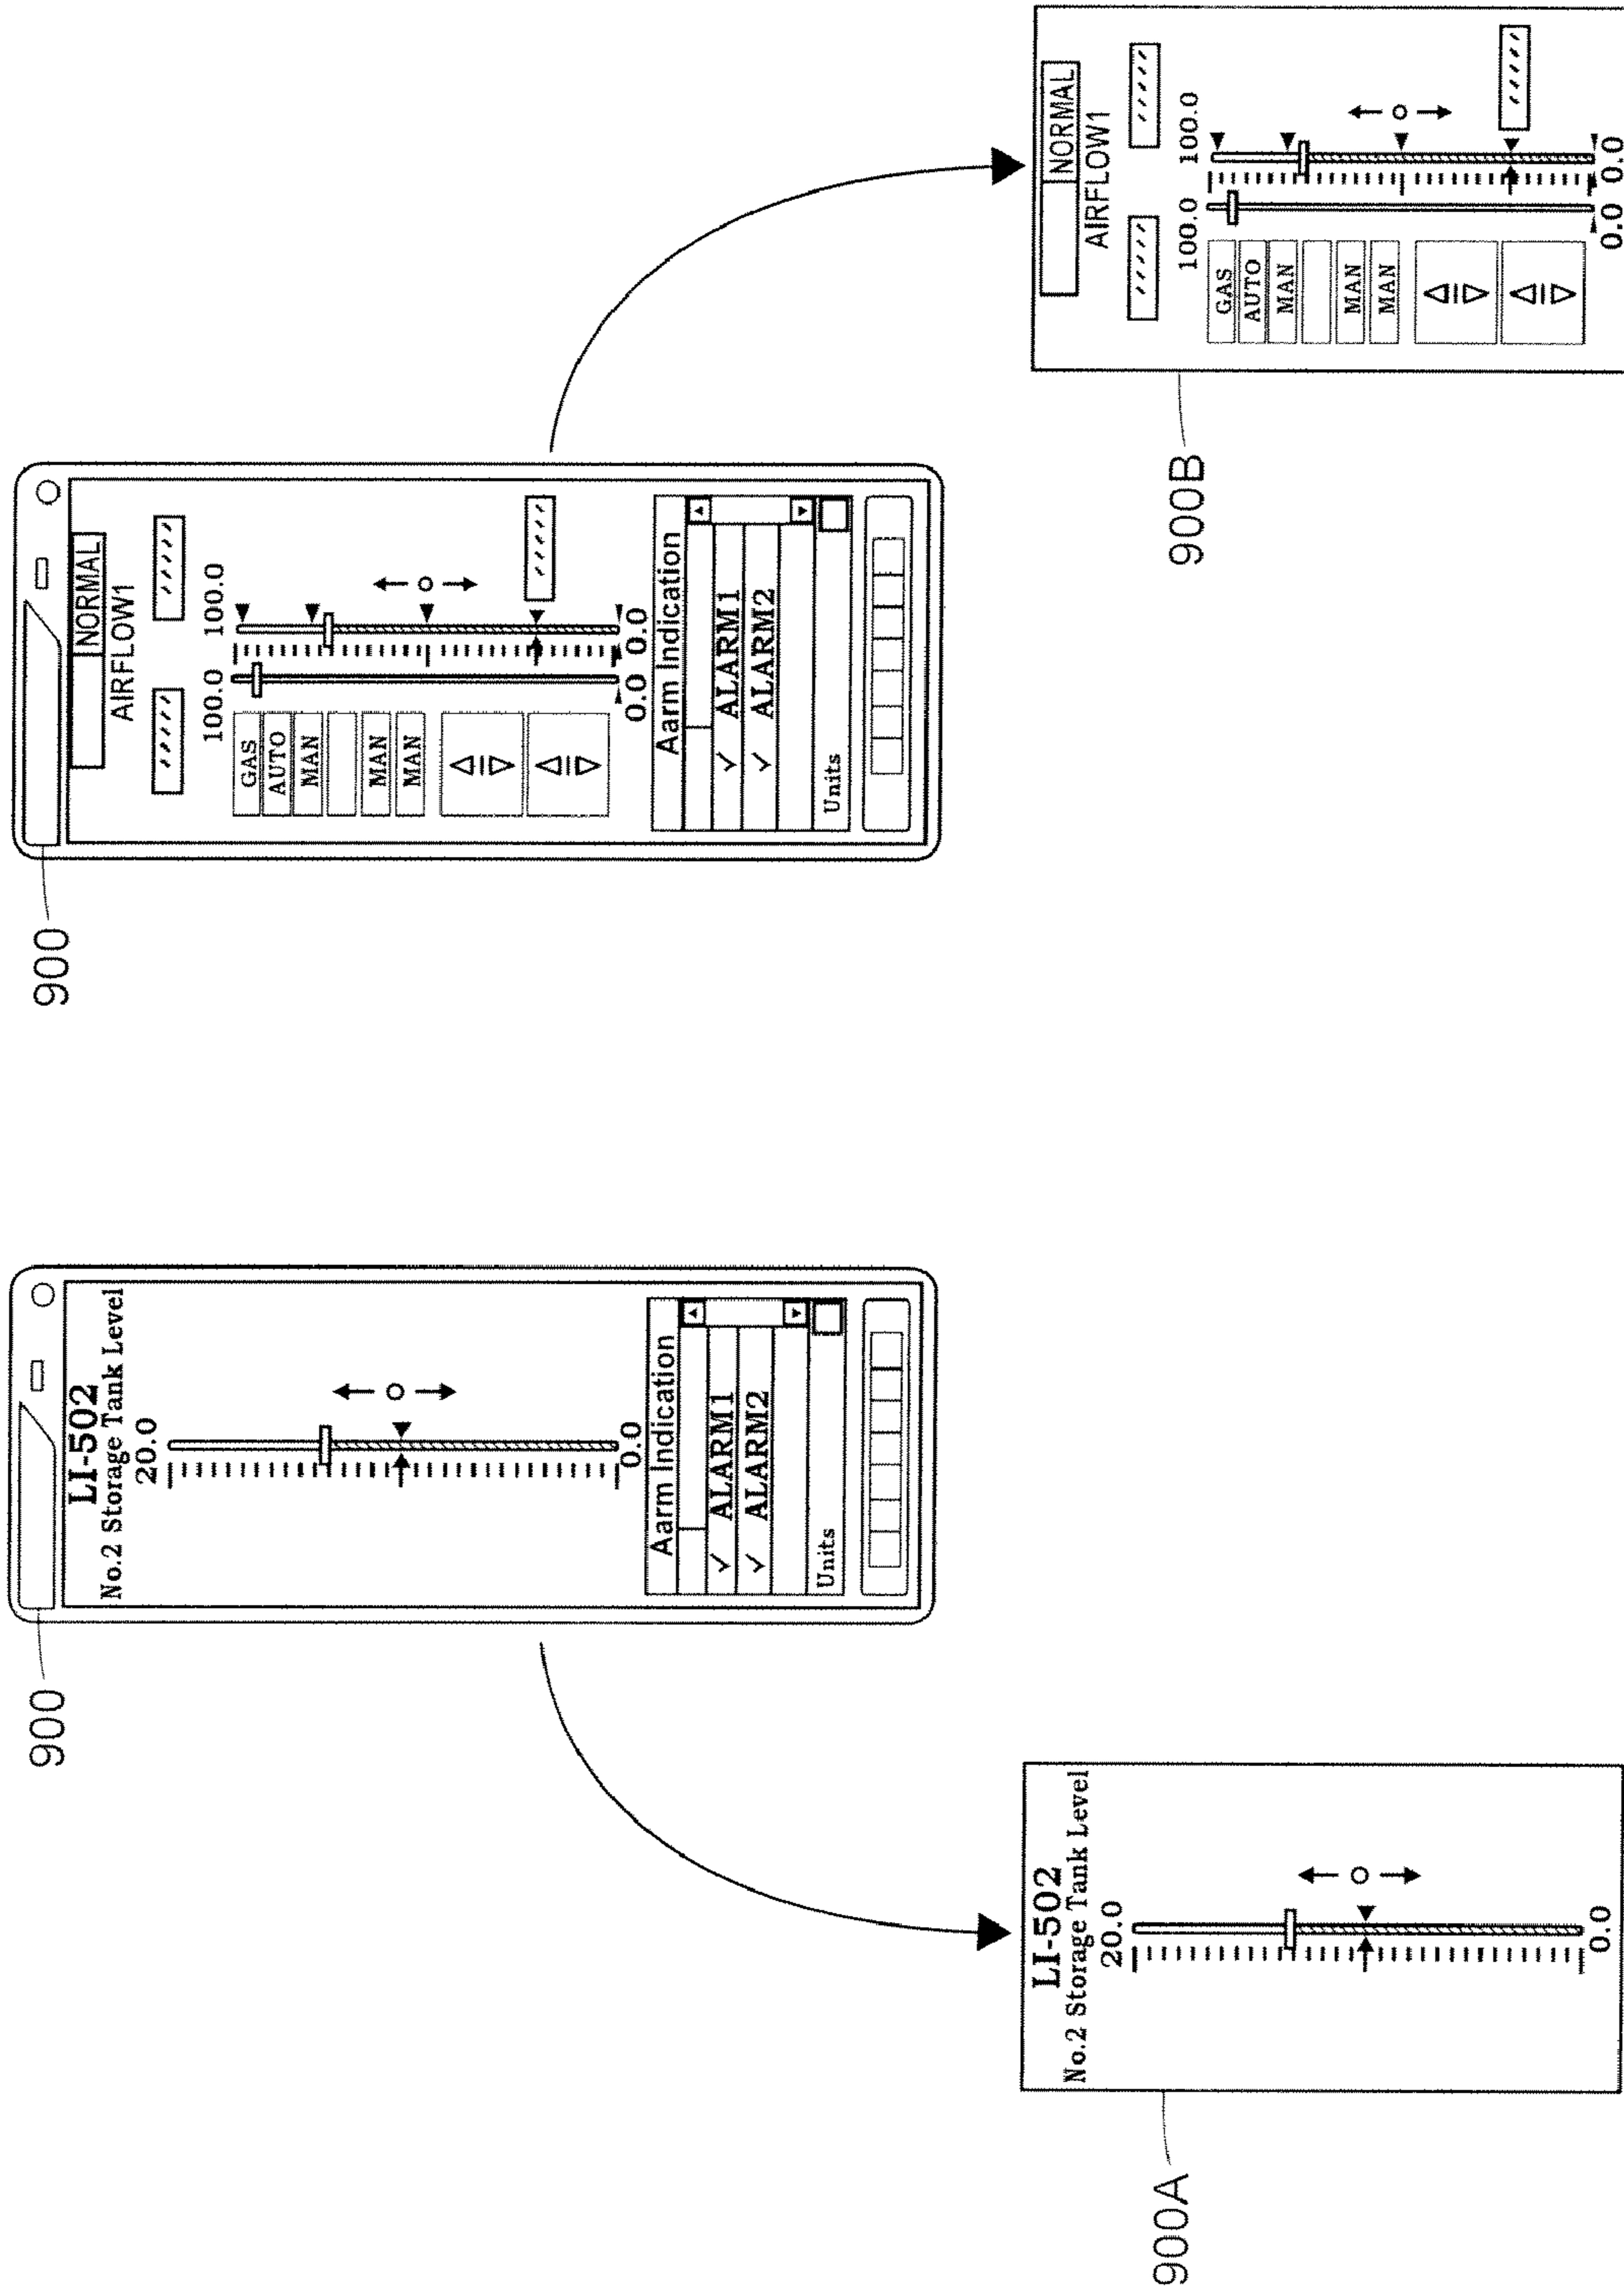 900
LI-502
No.2 Storage Tank Level
20.0
0.0
Aarm Indication
✓ ALARM1
✓ ALARM2
Units
900
NORMAL
AIRFLOW1
100.0 100.0
GAS
AUTO
MAN
MAN
MAN
0.0 0.0
Aarm Indication
✓ ALARM1
✓ ALARM2
Units
900A
LI-502
No.2 Storage Tank Level
20.0
0.0
900B
NORMAL
AIRFLOW1
100.0 100.0
GAS
AUTO
MAN
MAN
MAN
0.0 0.0